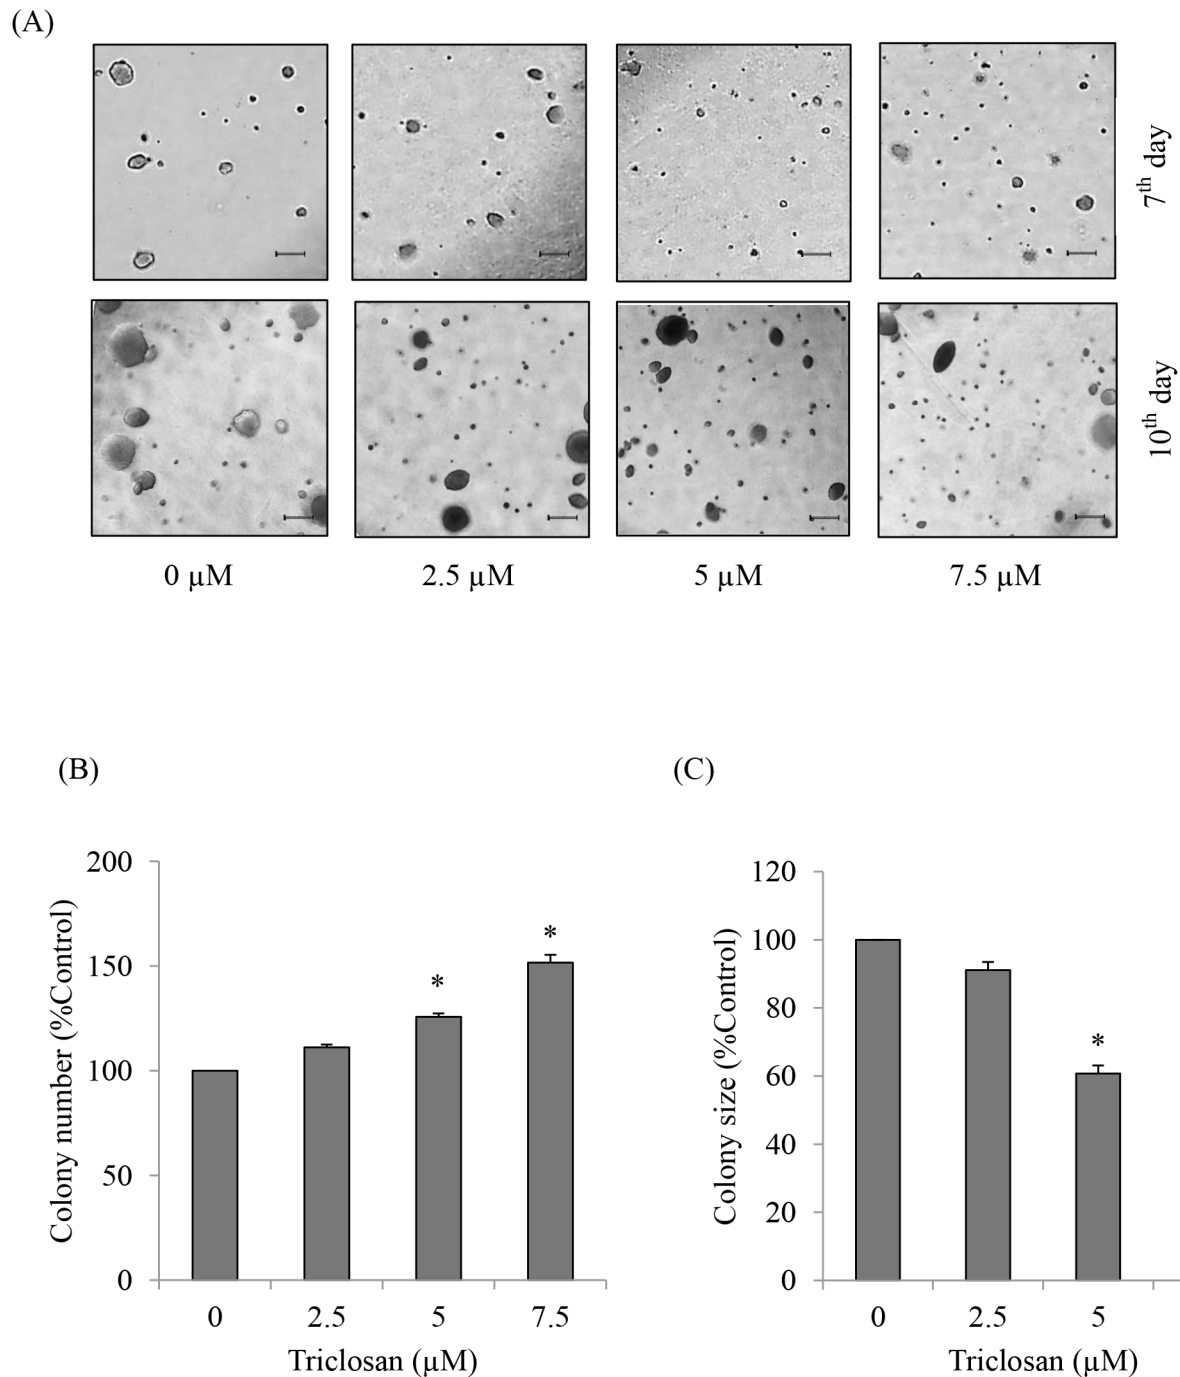 (A)
7th day
10th day
0 µM
2.5 µM
5 µM
7.5 µM
(B)
Colony number (%Control)
200
150
100
50
0
*
*
0
2.5
5
7.5
Triclosan (µM)
(C)
Colony size (%Control)
120
100
80
60
40
20
0
*
0
2.5
5
Triclosan (µM)